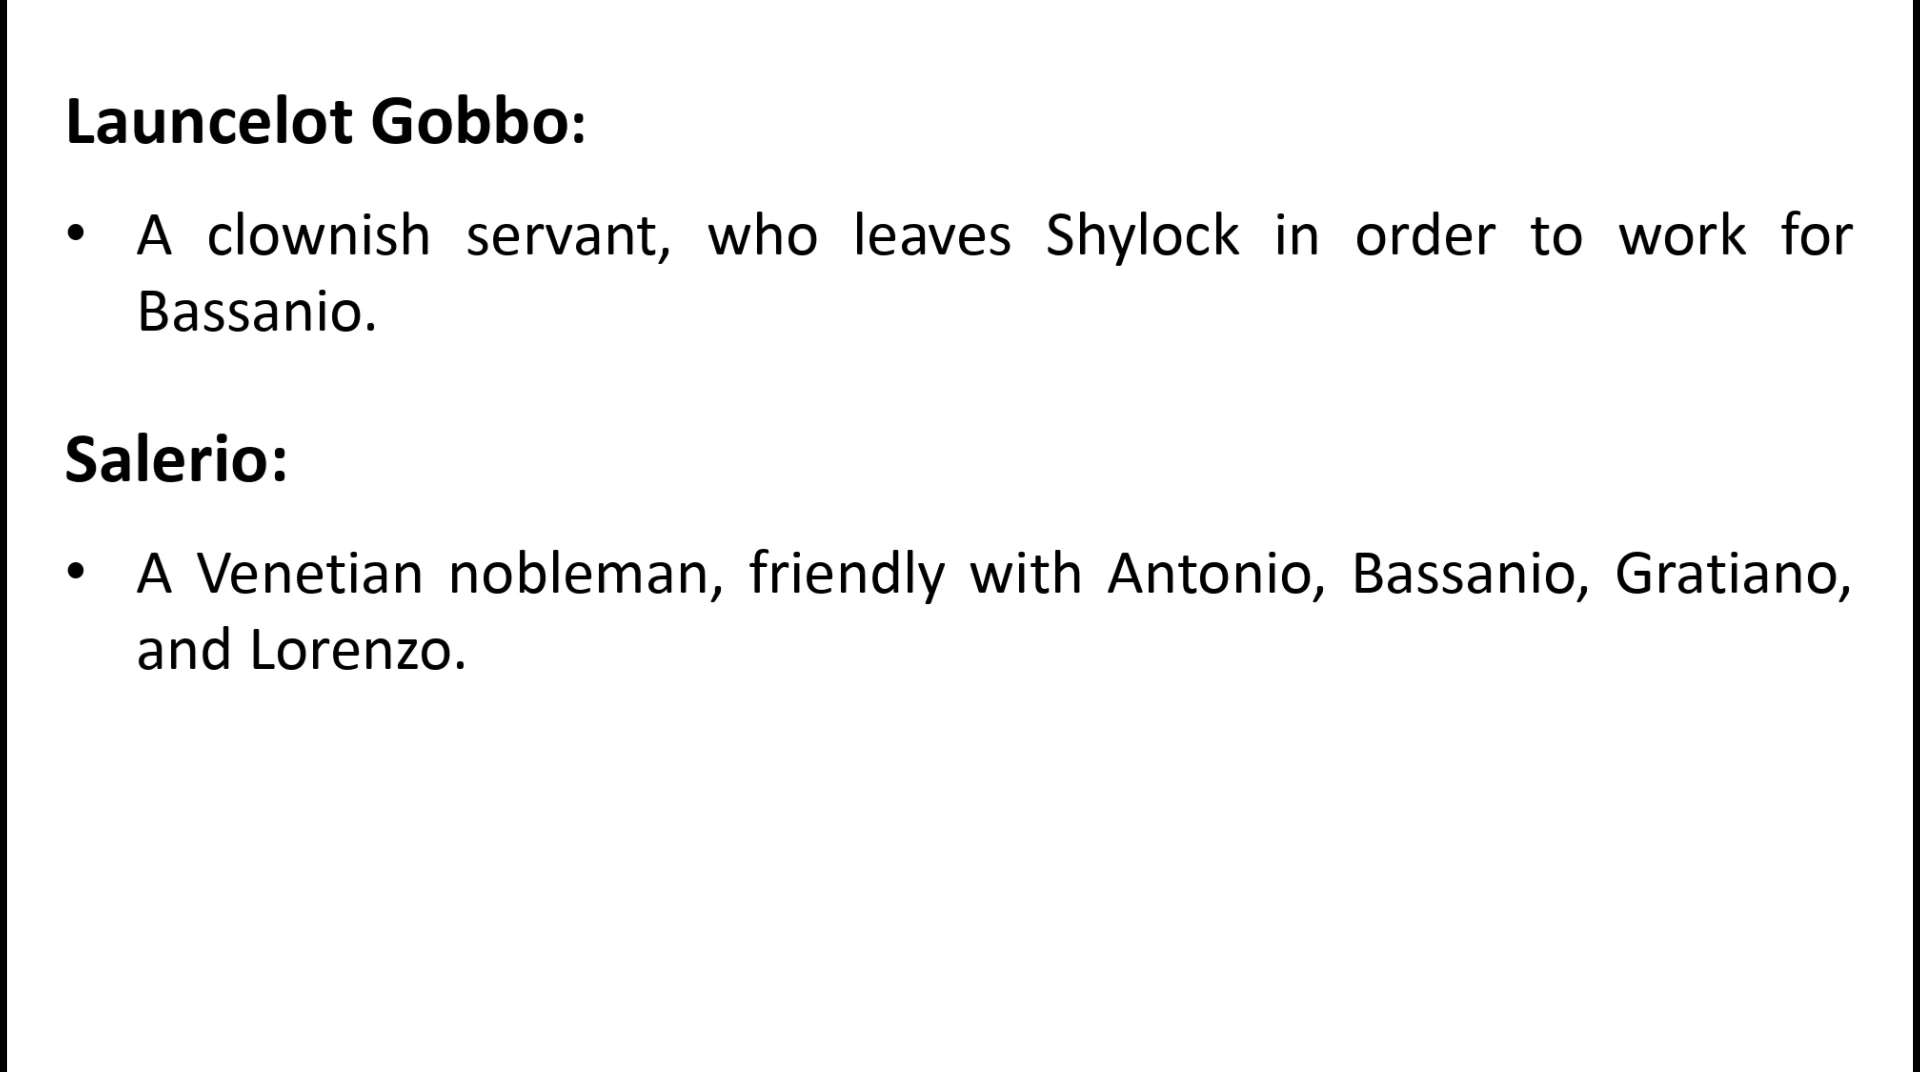 Launcelot Gobbo:
• A clownish servant, who leaves Shylock in order to work for
Bassanio.
Salerio:
• A Venetian nobleman, friendly with Antonio, Bassanio, Gratiano,
and Lorenzo.